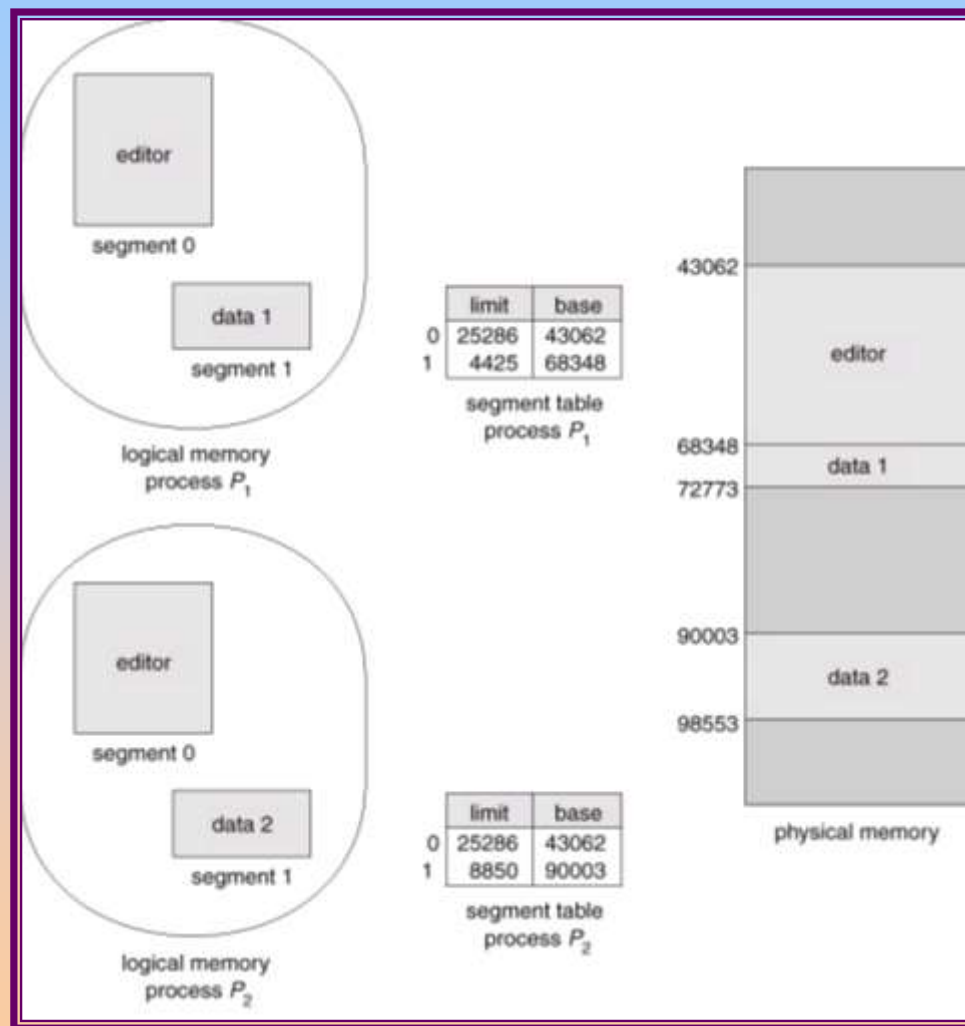 editor
segment 0
data 1
segment 1
logical memory
process P1
limit base
0 25286 43062
1 4425 68348
segment table
process P1
43062
editor
68348
data 1
72773
90003
data 2
98553
physical memory
editor
segment 0
data 2
segment 1
logical memory
process P2
limit base
0 25286 43062
1 8850 90003
segment table
process P2